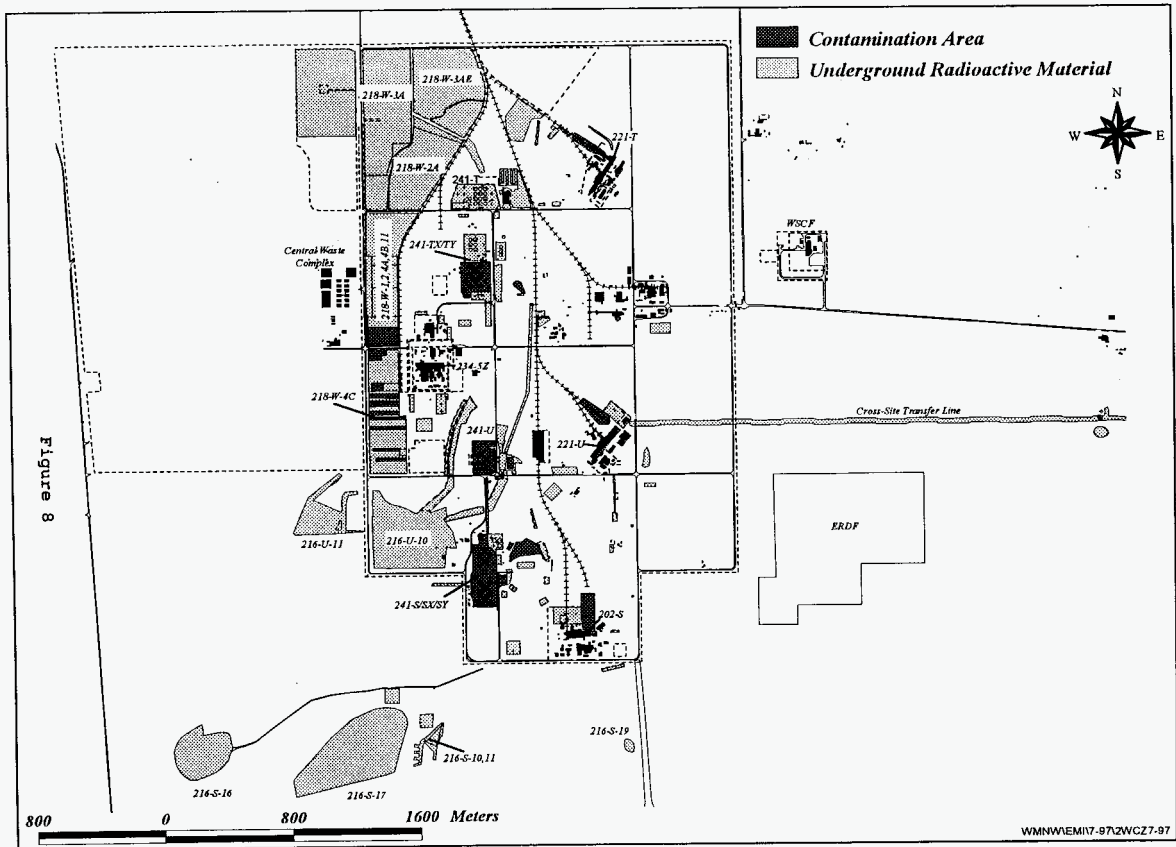 Contamination Area
Underground Radioactive Material
N
W E
S
218-W-3AE
218-W-3A
221-T
218-W-2A
241-T
WSCF
241-TX/TY
Central Waste
Complex
218-W-1,2,4A,4B,11
234-5Z
218-W-4C
Cross-Site Transfer Line
241-U
221-U
Figure 8
216-U-11
216-U-10
ERDF
241-S/SX/SY
202-S
216-S-19
216-S-10,11
216-S-16
216-S-17
800 0 800 1600 Meters
WMNW\EMI\7-97\2WCZ7-97